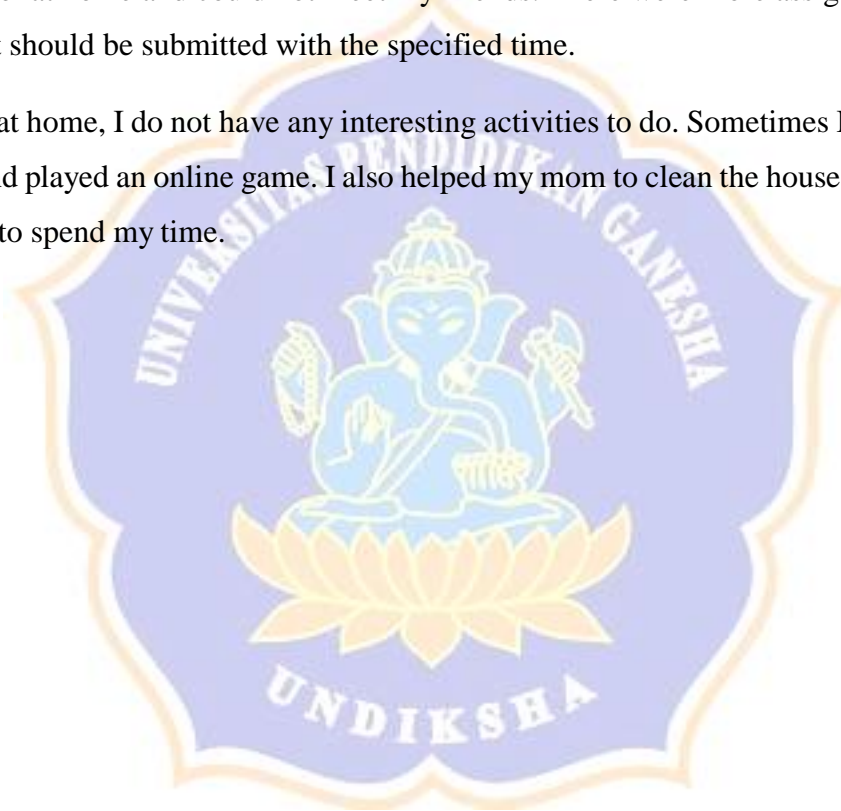 t should be submitted with the specified time.
at home, I do not have any interesting activities to do. Sometimes I
d played an online game. I also helped my mom to clean the house
to spend my time.
UNIVERSITAS PENDIDIKAN GANESHA
UNDIKSHA